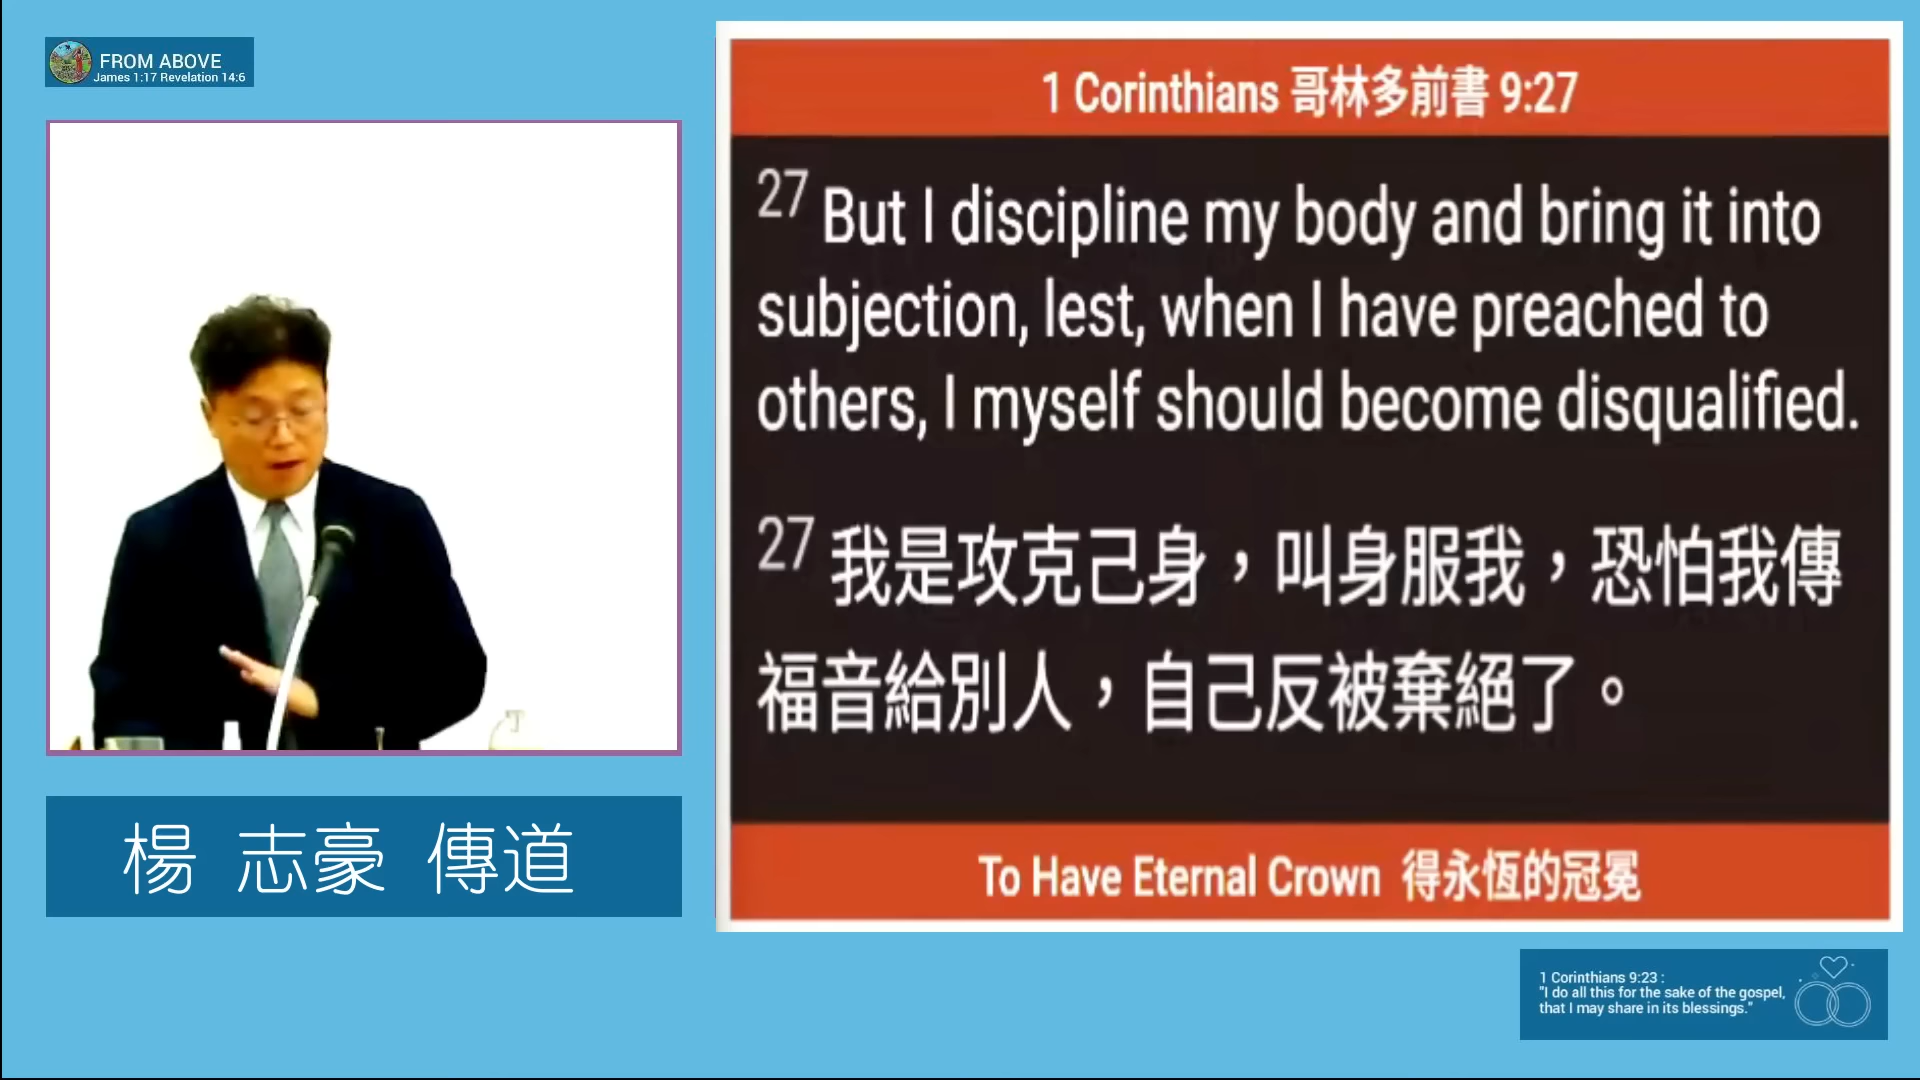 FROM ABOVE
James 1:17 Revelation 14:6
1 Corinthians 哥林多前書 9:27
27 But I discipline my body and bring it into
subjection, lest, when I have preached to
others, I myself should become disqualified.
27 我是攻克己身，叫身服我，恐怕我傳
福音給別人，自己反被棄絕了。
To Have Eternal Crown 得永恆的冠冕
楊 志豪 傳道
1 Corinthians 9:23 :
"I do all this for the sake of the gospel,
that I may share in its blessings."